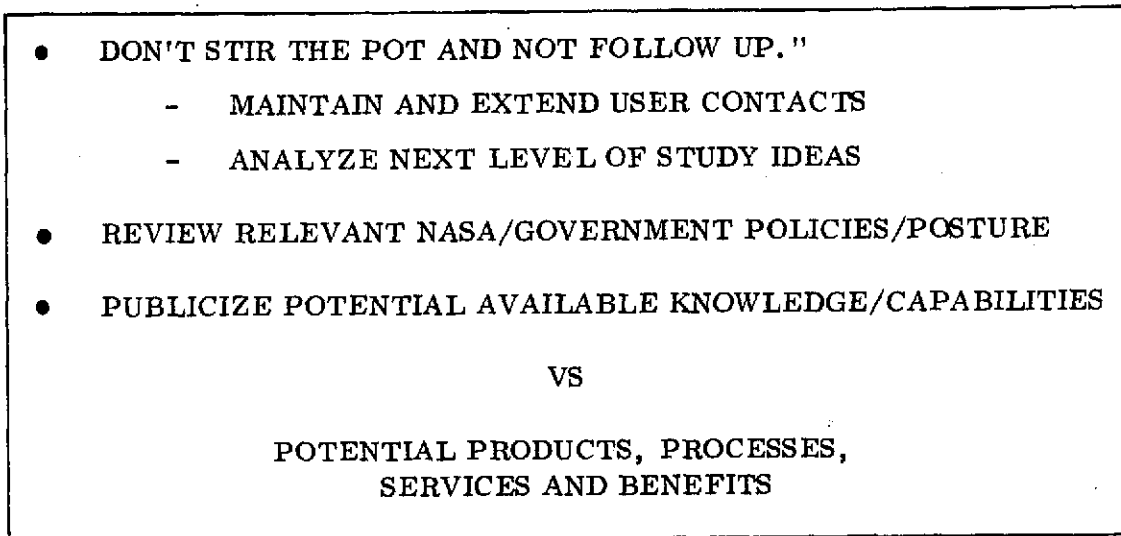 • DON'T STIR THE POT AND NOT FOLLOW UP."
- MAINTAIN AND EXTEND USER CONTACTS
- ANALYZE NEXT LEVEL OF STUDY IDEAS
• REVIEW RELEVANT NASA/GOVERNMENT POLICIES/POSTURE
• PUBLICIZE POTENTIAL AVAILABLE KNOWLEDGE/CAPABILITIES
VS
POTENTIAL PRODUCTS, PROCESSES,
SERVICES AND BENEFITS